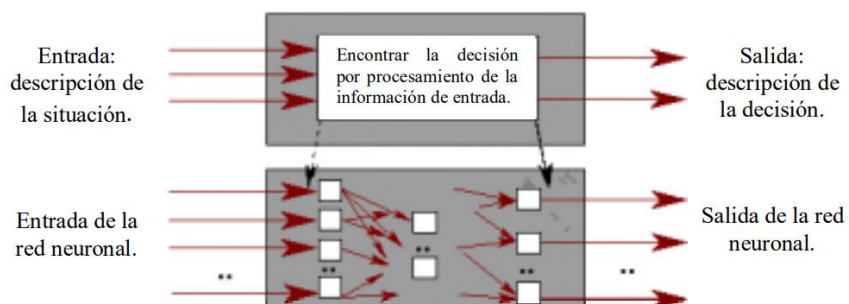 Entrada:
descripción de
la situación.
Encontrar la decisión
por procesamiento de la
información de entrada.
Salida:
descripción de
la decisión.
Entrada de la
red neuronal.
Salida de la red
neuronal.